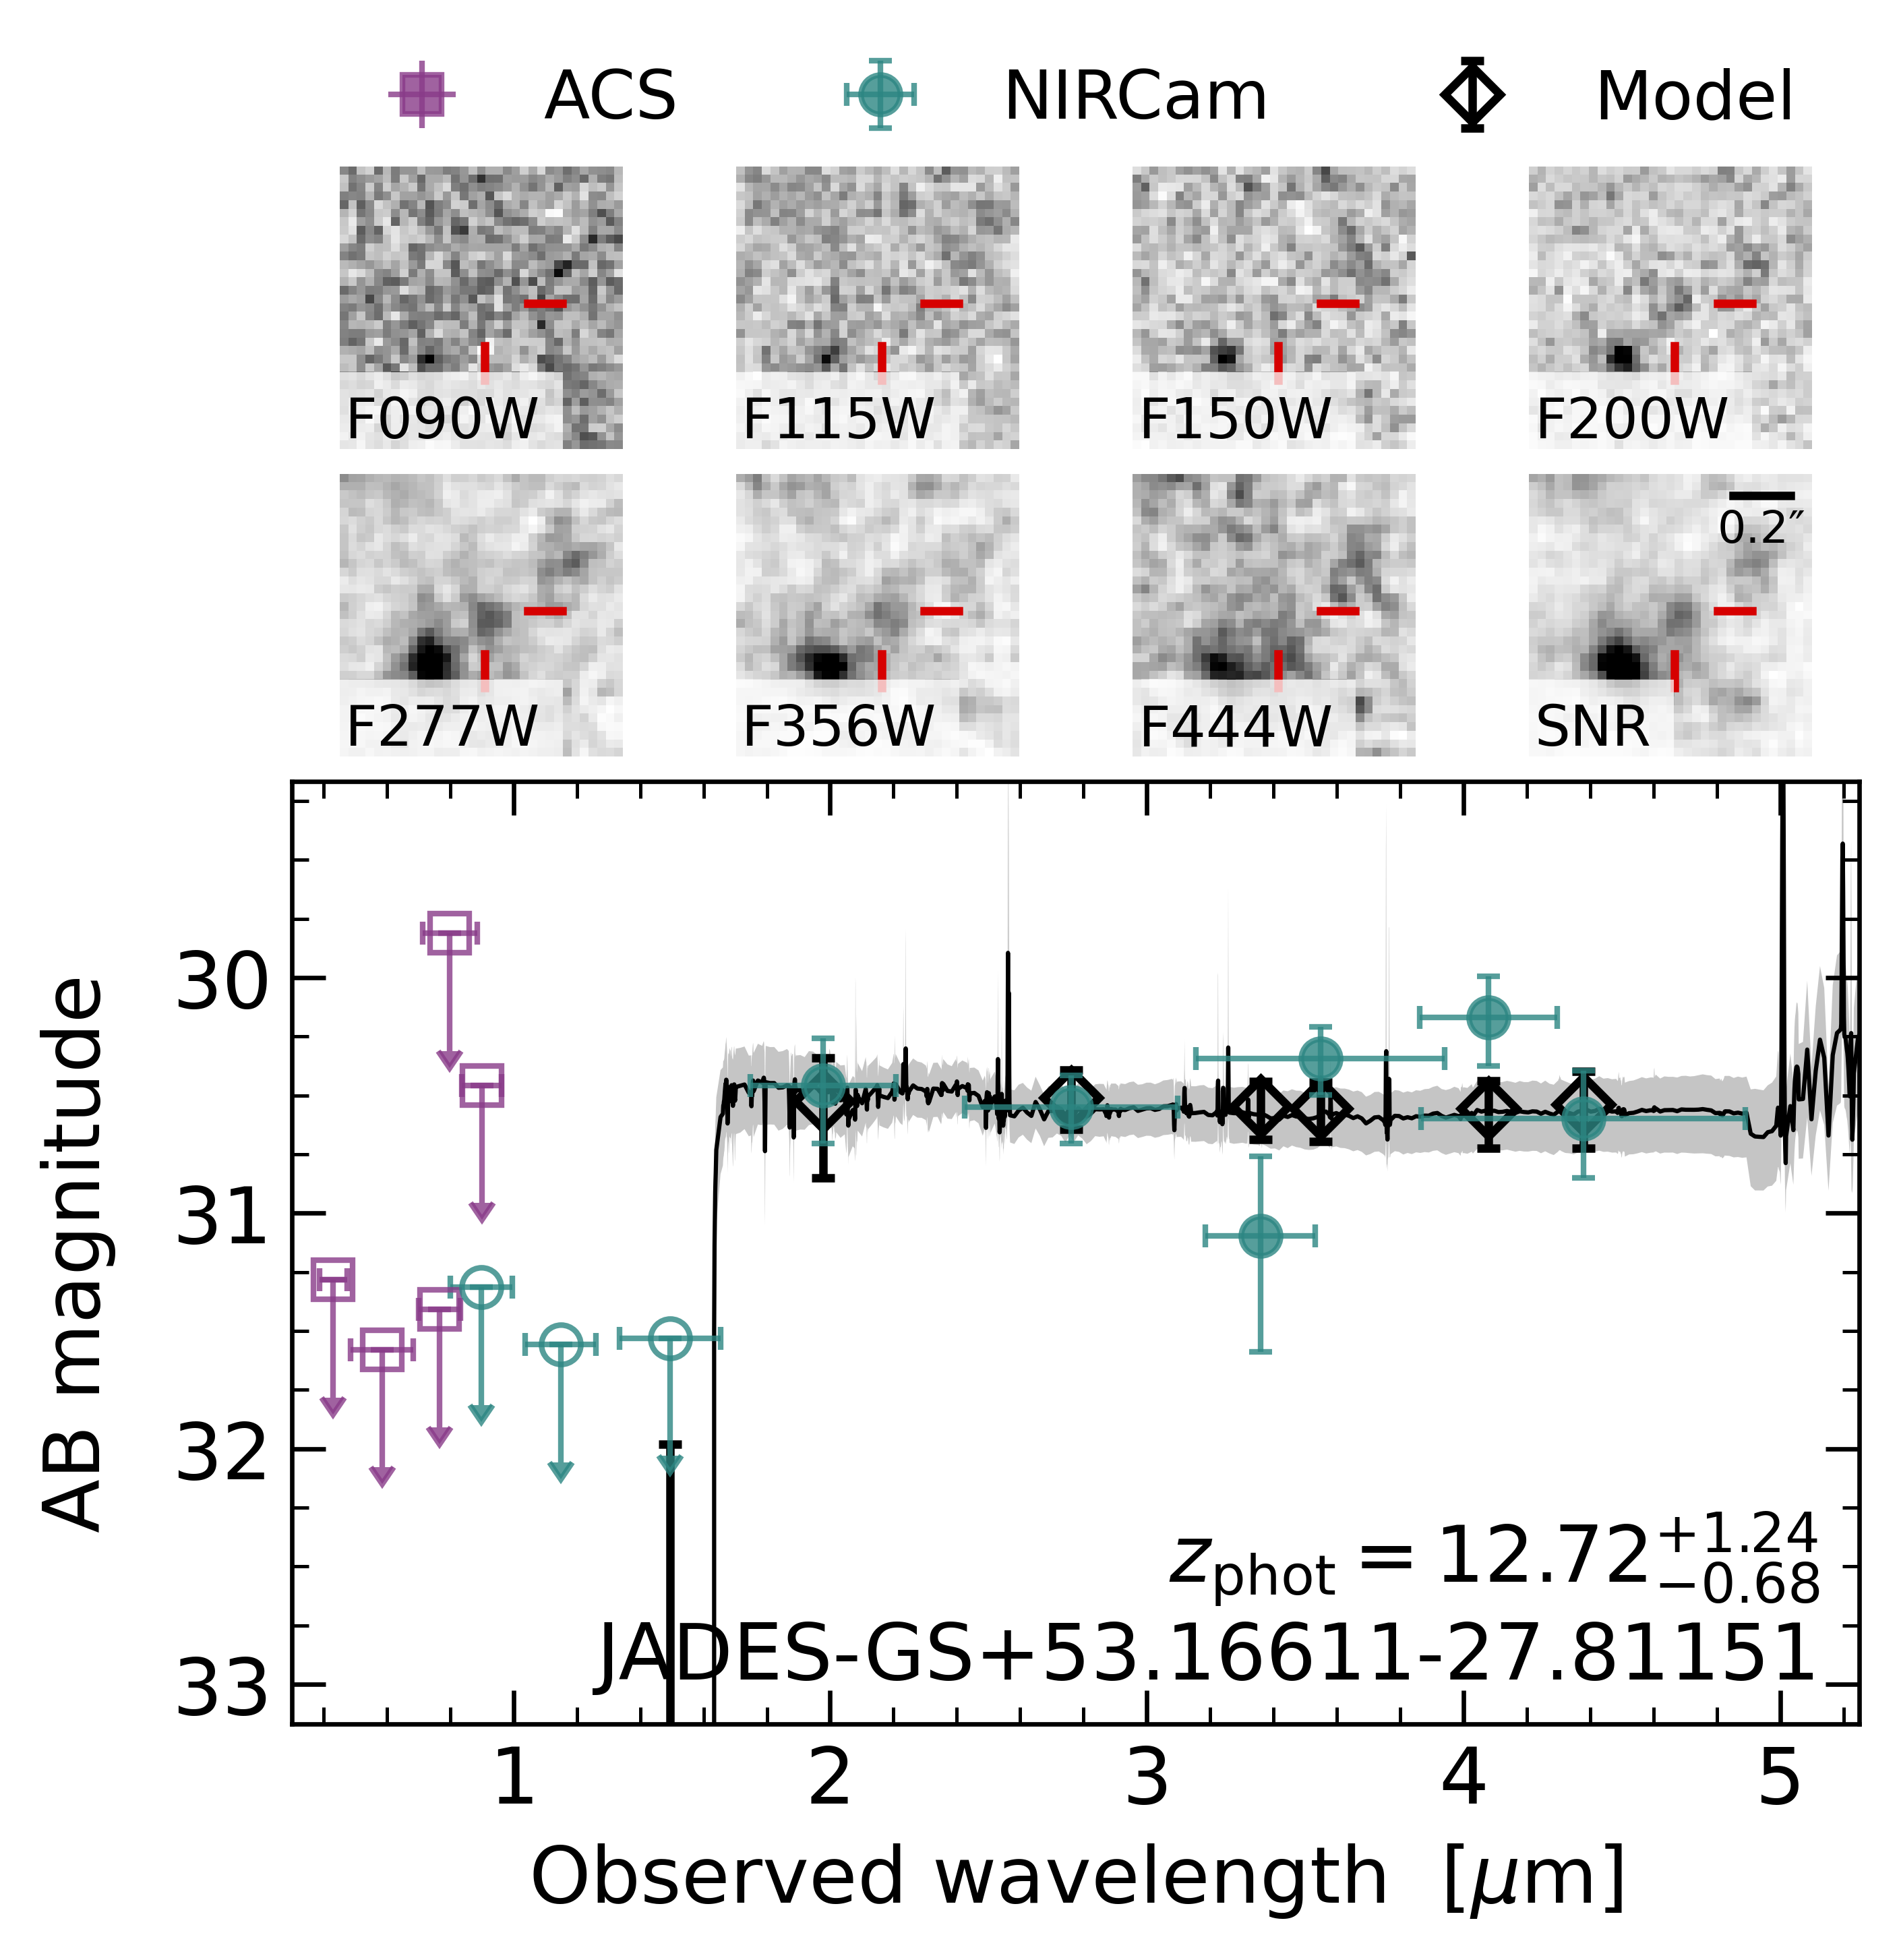 ACS NIRCam Model
F090W F115W F150W F200W
0.2″
F277W F356W F444W SNR
AB magnitude
30
31
32
33
z_phot = 12.72 +1.24 −0.68
JADES-GS+53.16611-27.81151
1 2 3 4 5
Observed wavelength [μm]